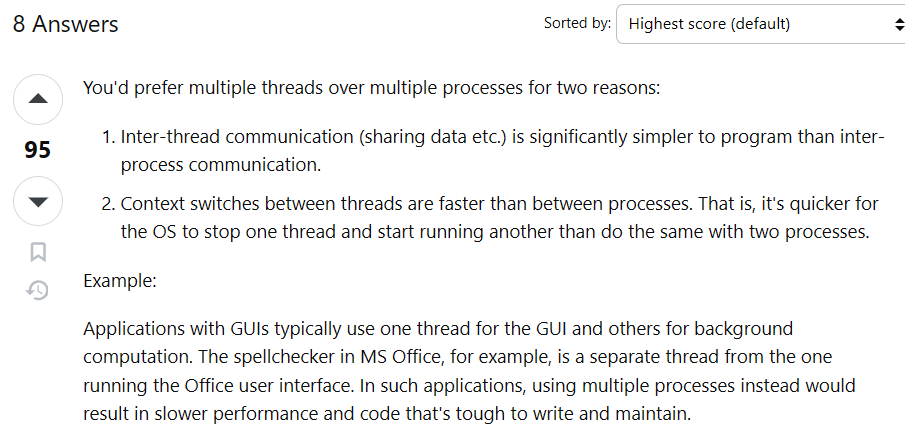 8 Answers
Sorted by:
Highest score (default)
You'd prefer multiple threads over multiple processes for two reasons:
95
1. Inter-thread communication (sharing data etc.) is significantly simpler to program than inter-
process communication.
2. Context switches between threads are faster than between processes. That is, it's quicker for
the OS to stop one thread and start running another than do the same with two processes.
Example:
Applications with GUIs typically use one thread for the GUI and others for background
computation. The spellchecker in MS Office, for example, is a separate thread from the one
running the Office user interface. In such applications, using multiple processes instead would
result in slower performance and code that's tough to write and maintain.